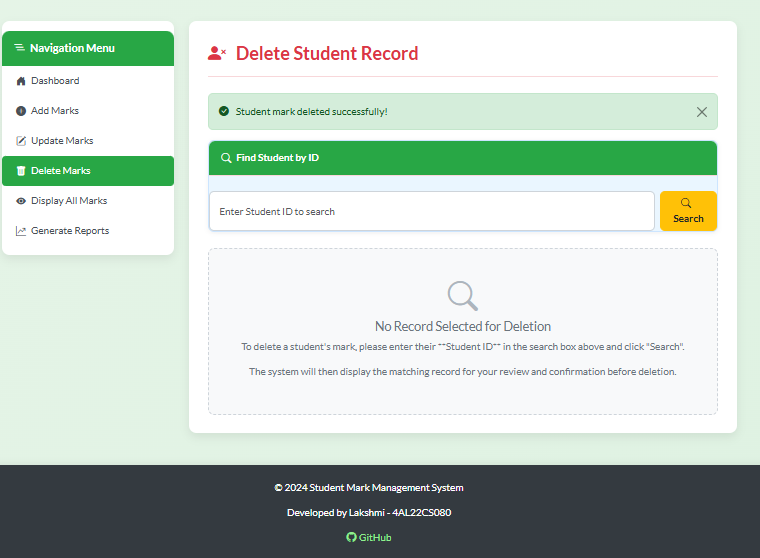 Navigation Menu
Dashboard
Add Marks
Update Marks
Delete Marks
Display All Marks
Generate Reports
Delete Student Record
Student mark deleted successfully!
Find Student by ID
Enter Student ID to search
Search
No Record Selected for Deletion
To delete a student's mark, please enter their **Student ID** in the search box above and click "Search".
The system will then display the matching record for your review and confirmation before deletion.
© 2024 Student Mark Management System
Developed by Lakshmi - 4AL22CS080
GitHub